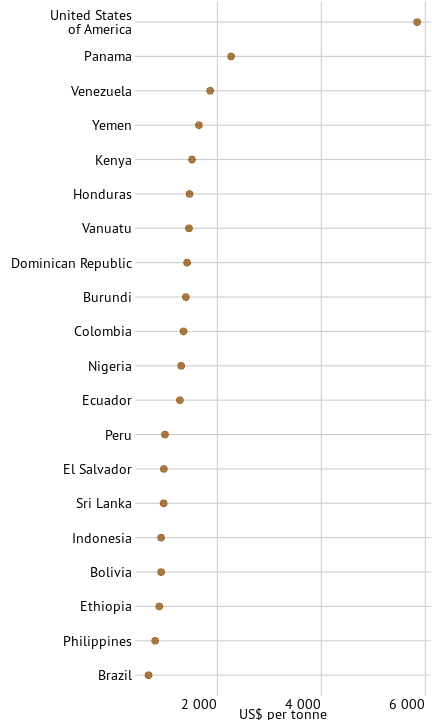 United States
of America
Panama
Venezuela
Yemen
Kenya
Honduras
Vanuatu
Dominican Republic
Burundi
Colombia
Nigeria
Ecuador
Peru
El Salvador
Sri Lanka
Indonesia
Bolivia
Ethiopia
Philippines
Brazil
2 000 4 000 6 000
US$ per tonne